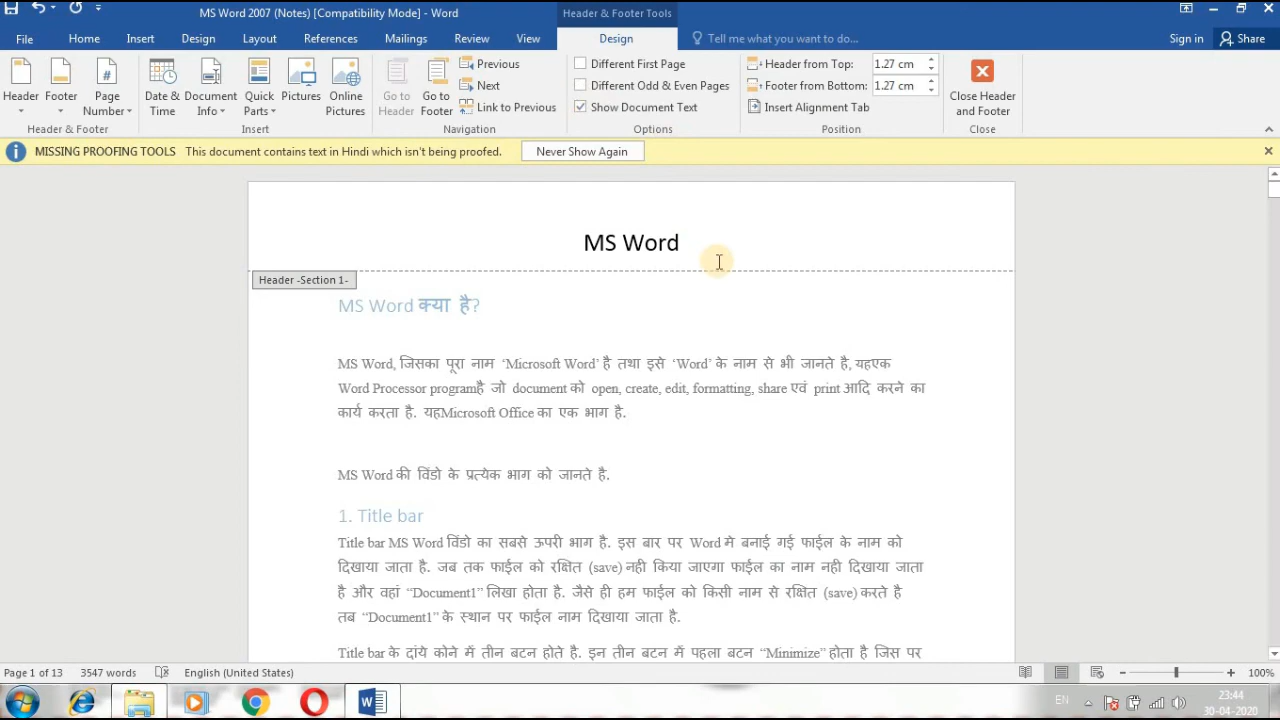 MS Word 2007 (Notes) [Compatibility Mode] - Word
Header & Footer Tools
File Home Insert Design Layout References Mailings Review View Design Tell me what you want to do... Sign in Share
Header
Footer
Page Number
Header & Footer
Date & Time
Document Info
Quick Parts
Pictures
Online Pictures
Insert
Go to Header
Go to Footer
Previous
Next
Link to Previous
Navigation
Different First Page
Different Odd & Even Pages
Show Document Text
Options
Header from Top: 1.27 cm
Footer from Bottom: 1.27 cm
Insert Alignment Tab
Position
Close Header and Footer
Close
MISSING PROOFING TOOLS This document contains text in Hindi which isn't being proofed. Never Show Again
MS Word
Header -Section 1-
MS Word क्या है?
MS Word, जिसका पूरा नाम ‘Microsoft Word’ है तथा इसे ‘Word’ के नाम से भी जानते है, यहएक
Word Processor programहै जो document को open, create, edit, formatting, share एवं print आदि करने का
कार्य करता है. यहMicrosoft Office का एक भाग है.
MS Word की विंडो के प्रत्येक भाग को जानते है.
1. Title bar
Title bar MS Word विंडो का सबसे ऊपरी भाग है. इस बार पर Word मे बनाई गई फाईल के नाम को
दिखाया जाता है. जब तक फाईल को रक्षित (save) नही किया जाएगा फाईल का नाम नही दिखाया जाता
है और वहां “Document1” लिखा होता है. जैसे ही हम फाईल को किसी नाम से रक्षित (save) करते है
तब “Document1” के स्थान पर फाईल नाम दिखाया जाता है.
Title bar के दांये कोने में तीन बटन होते है. इन तीन बटन में पहला बटन “Minimize” होता है जिस पर
Page 1 of 13 3547 words English (United States) 100%
EN
23:44
30-04-2020